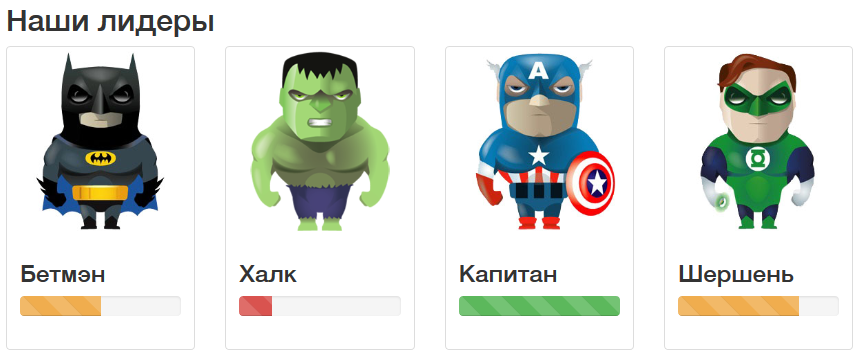 Наши лидеры
A
Бетмэн
Халк
Капитан
Шершень